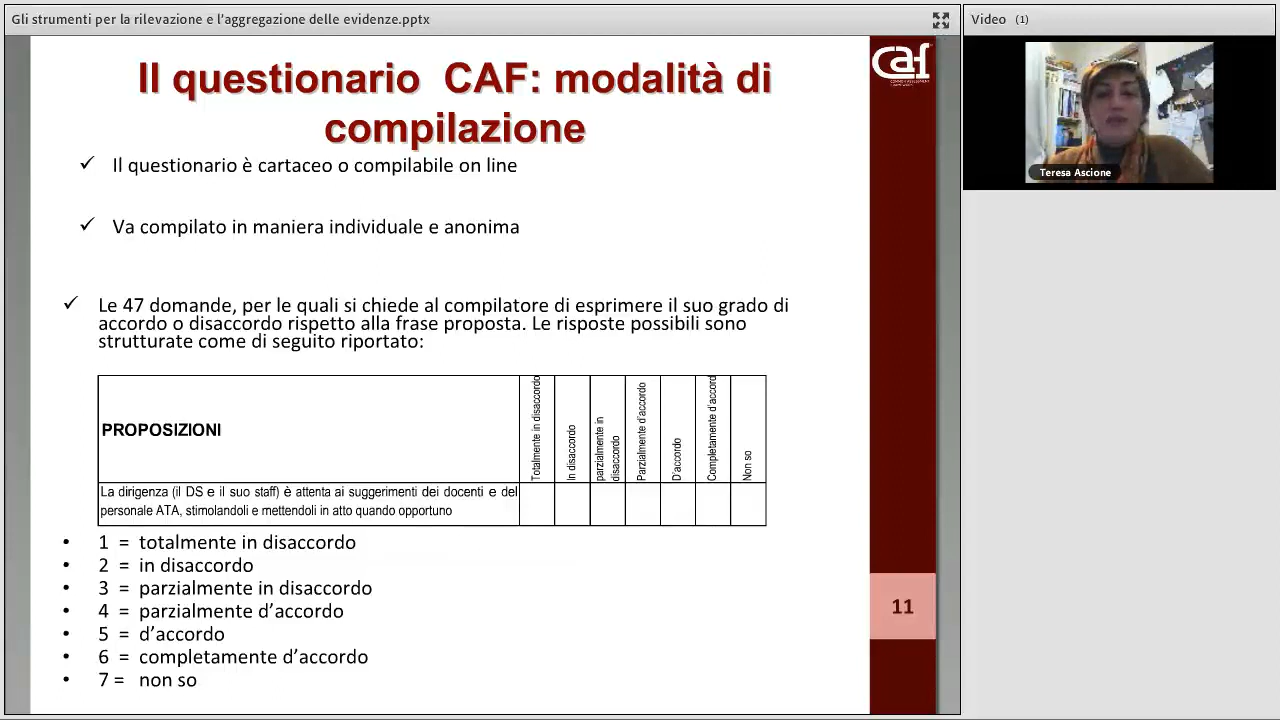 Gli strumenti per la rilevazione e l'aggregazione delle evidenze.pptx
Video (1)
Il questionario CAF: modalità di
compilazione
caf
✓ Il questionario è cartaceo o compilabile on line
✓ Va compilato in maniera individuale e anonima
✓ Le 47 domande, per le quali si chiede al compilatore di esprimere il suo grado di
accordo o disaccordo rispetto alla frase proposta. Le risposte possibili sono
strutturate come di seguito riportato:
PROPOSIZIONI
Totalmente in disaccordo
In disaccordo
parzialmente in
disaccordo
Parzialmente d'accordo
D'accordo
Completamente d'accord
Non so
La dirigenza (il DS e il suo staff) è attenta ai suggerimenti dei docenti e del
personale ATA, stimolandoli e mettendoli in atto quando opportuno
• 1 = totalmente in disaccordo
• 2 = in disaccordo
• 3 = parzialmente in disaccordo
• 4 = parzialmente d’accordo
• 5 = d’accordo
• 6 = completamente d’accordo
• 7 = non so
11
Teresa Ascione